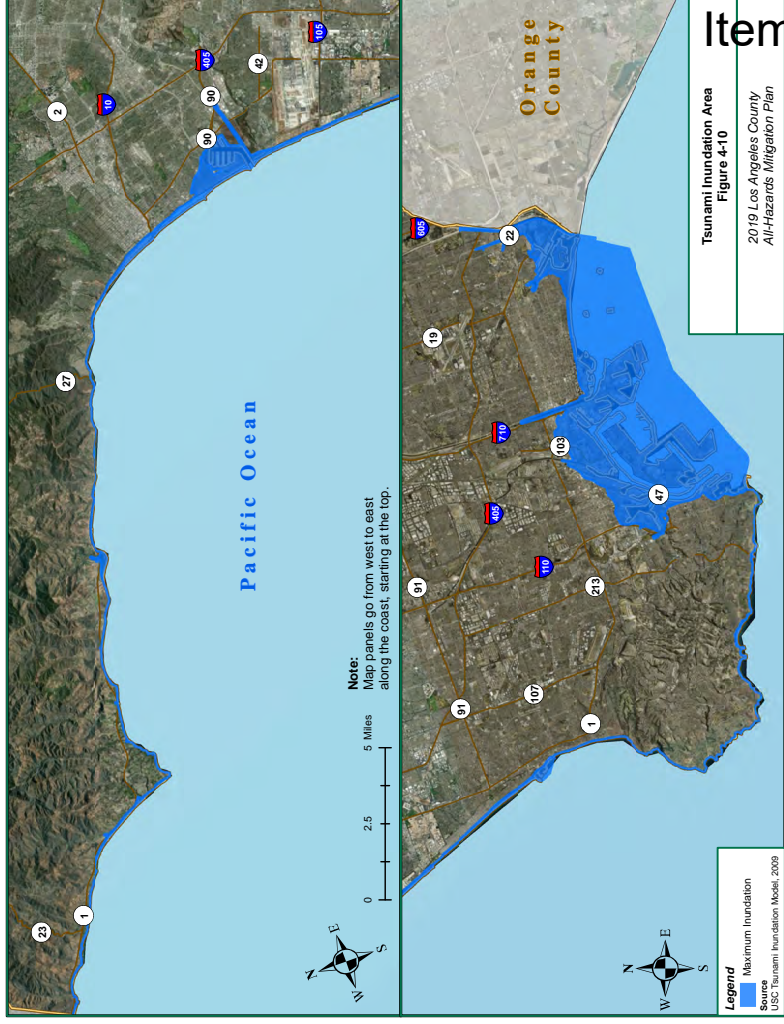 Item
Tsunami Inundation Area
Figure 4-10
2019 Los Angeles County
All-Hazards Mitigation Plan
23
1
27
2
10
405
90
90
42
105
Pacific Ocean
Note:
Map panels go from west to east
along the coast, starting at the top.
0 2.5 5 Miles
N
E
S
W
Orange
County
605
22
19
710
103
405
47
110
91
213
91
107
1
N
W E
S
Legend
Maximum Inundation
Source
USC Tsunami Inundation Model, 2009